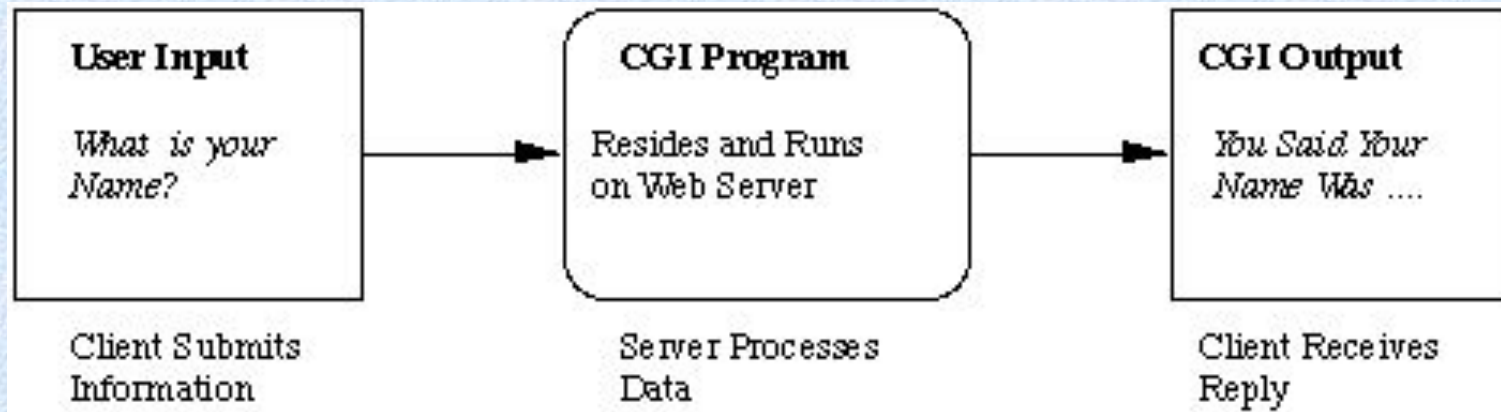 User Input
What is your
Name?
Client Submits
Information
CGI Program
Resides and Runs
on Web Server
Server Processes
Data
CGI Output
You Said Your
Name Was ....
Client Receives
Reply